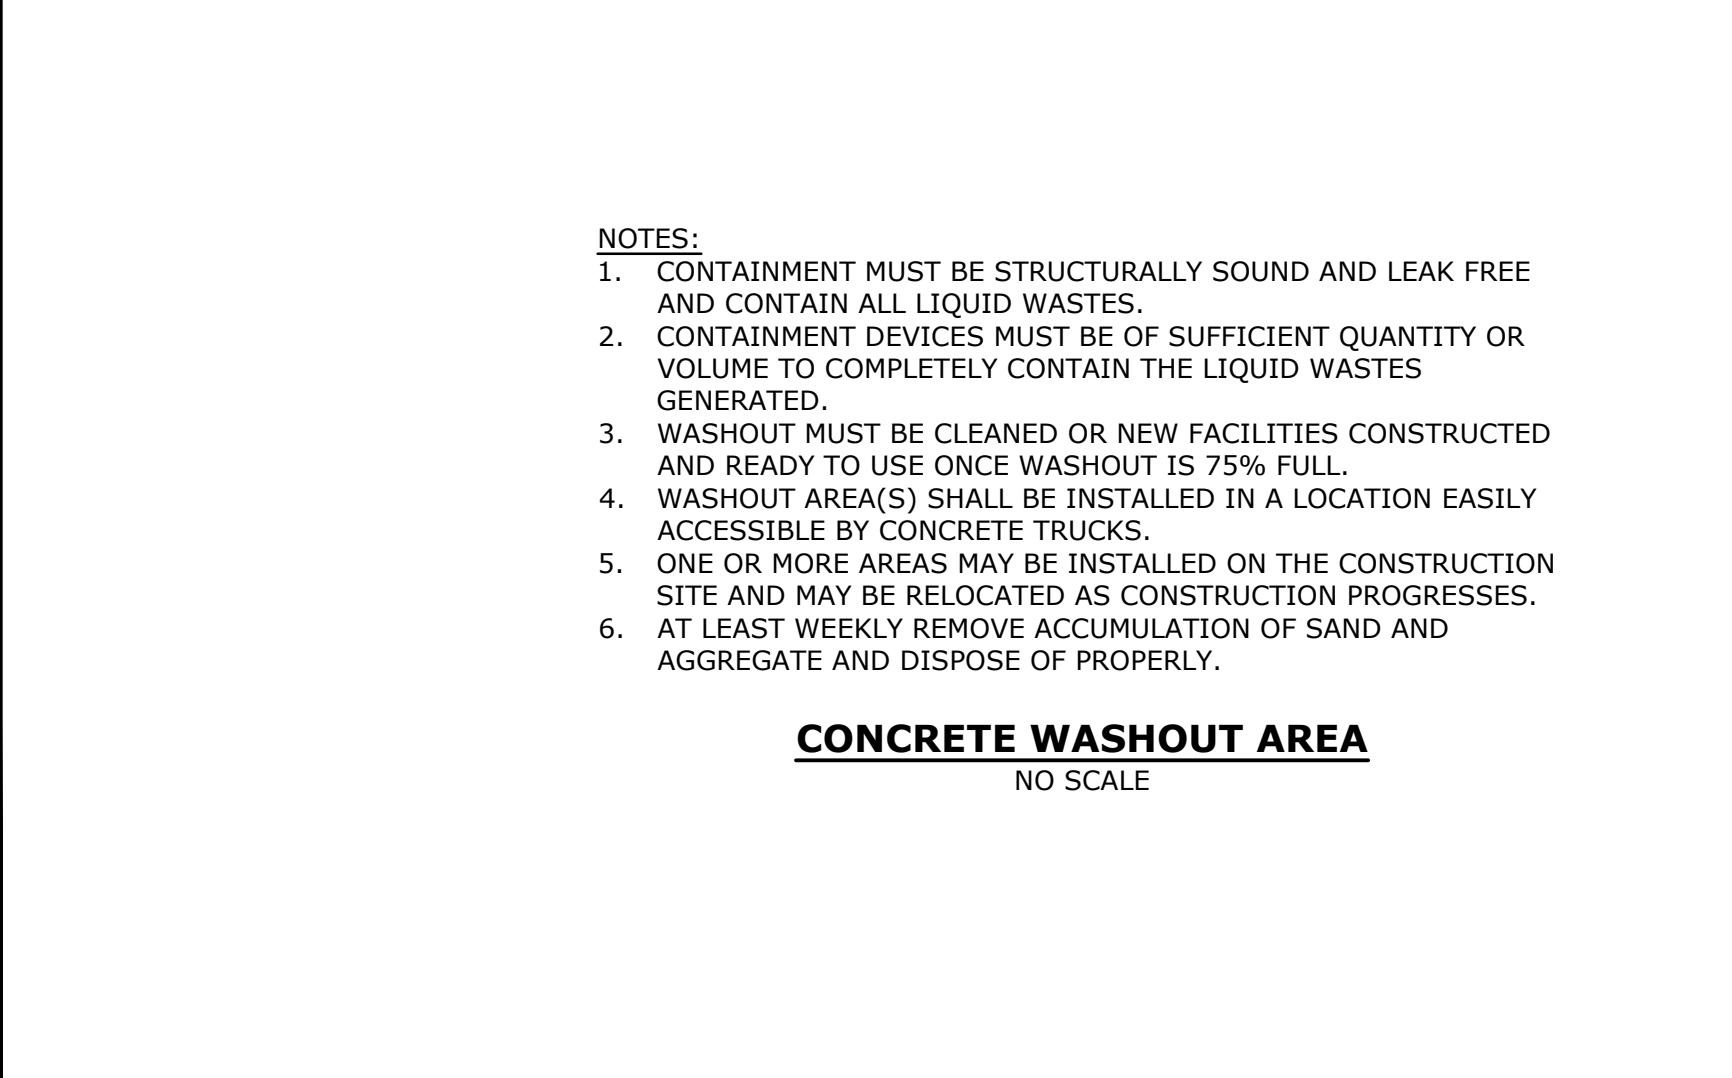 NOTES:
1. CONTAINMENT MUST BE STRUCTURALLY SOUND AND LEAK FREE
AND CONTAIN ALL LIQUID WASTES.
2. CONTAINMENT DEVICES MUST BE OF SUFFICIENT QUANTITY OR
VOLUME TO COMPLETELY CONTAIN THE LIQUID WASTES
GENERATED.
3. WASHOUT MUST BE CLEANED OR NEW FACILITIES CONSTRUCTED
AND READY TO USE ONCE WASHOUT IS 75% FULL.
4. WASHOUT AREA(S) SHALL BE INSTALLED IN A LOCATION EASILY
ACCESSIBLE BY CONCRETE TRUCKS.
5. ONE OR MORE AREAS MAY BE INSTALLED ON THE CONSTRUCTION
SITE AND MAY BE RELOCATED AS CONSTRUCTION PROGRESSES.
6. AT LEAST WEEKLY REMOVE ACCUMULATION OF SAND AND
AGGREGATE AND DISPOSE OF PROPERLY.
CONCRETE WASHOUT AREA
NO SCALE